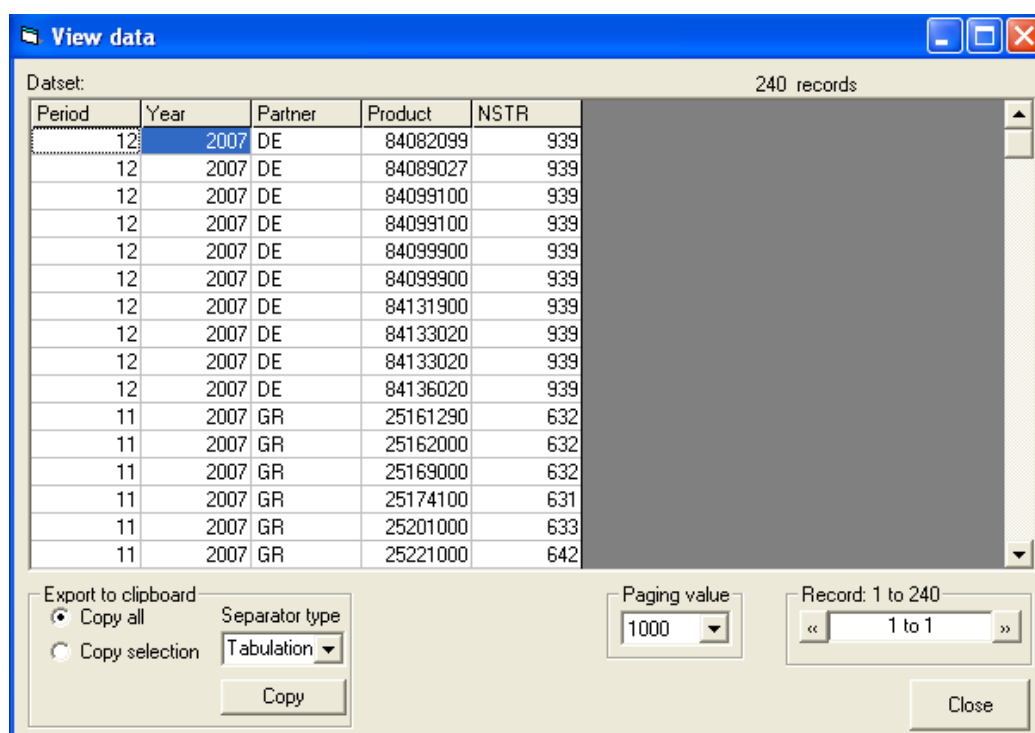 View data
Datset: 240 records
Period Year Partner Product NSTR
12 2007 DE 84082099 939
12 2007 DE 84089027 939
12 2007 DE 84099100 939
12 2007 DE 84099100 939
12 2007 DE 84099900 939
12 2007 DE 84099900 939
12 2007 DE 84131900 939
12 2007 DE 84133020 939
12 2007 DE 84133020 939
12 2007 DE 84136020 939
11 2007 GR 25161290 632
11 2007 GR 25162000 632
11 2007 GR 25169000 632
11 2007 GR 25174100 631
11 2007 GR 25201000 633
11 2007 GR 25221000 642
Export to clipboard Paging value Record: 1 to 240
Copy all Separator type
1000 « 1 to 1 »
Copy selection Tabulation
Copy
Close